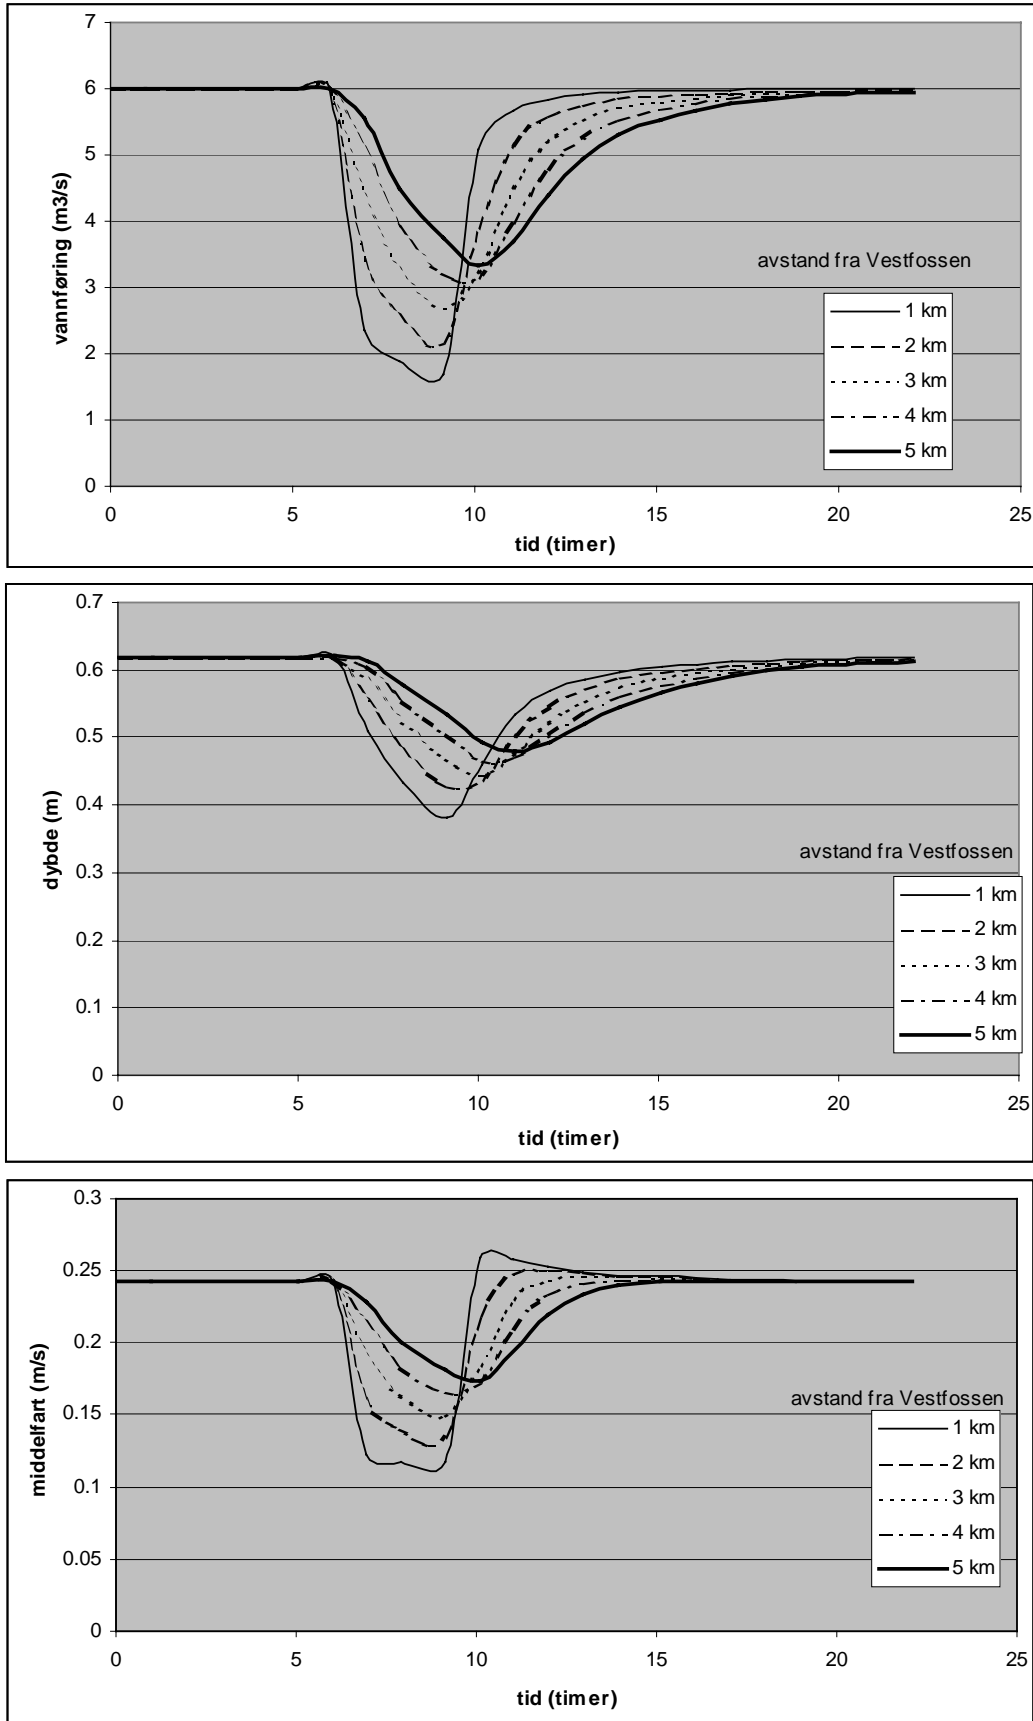 7
6
5
4
3
2
1
0
vannføring (m3/s)
avstand fra Vestfossen
1 km
2 km
3 km
4 km
5 km
0 5 10 15 20 25
tid (timer)
0.7
0.6
0.5
0.4
0.3
0.2
0.1
0
dybde (m)
avstand fra Vestfossen
1 km
2 km
3 km
4 km
5 km
0 5 10 15 20 25
tid (timer)
0.3
0.25
0.2
0.15
0.1
0.05
0
middelfart (m/s)
avstand fra Vestfossen
1 km
2 km
3 km
4 km
5 km
0 5 10 15 20 25
tid (timer)